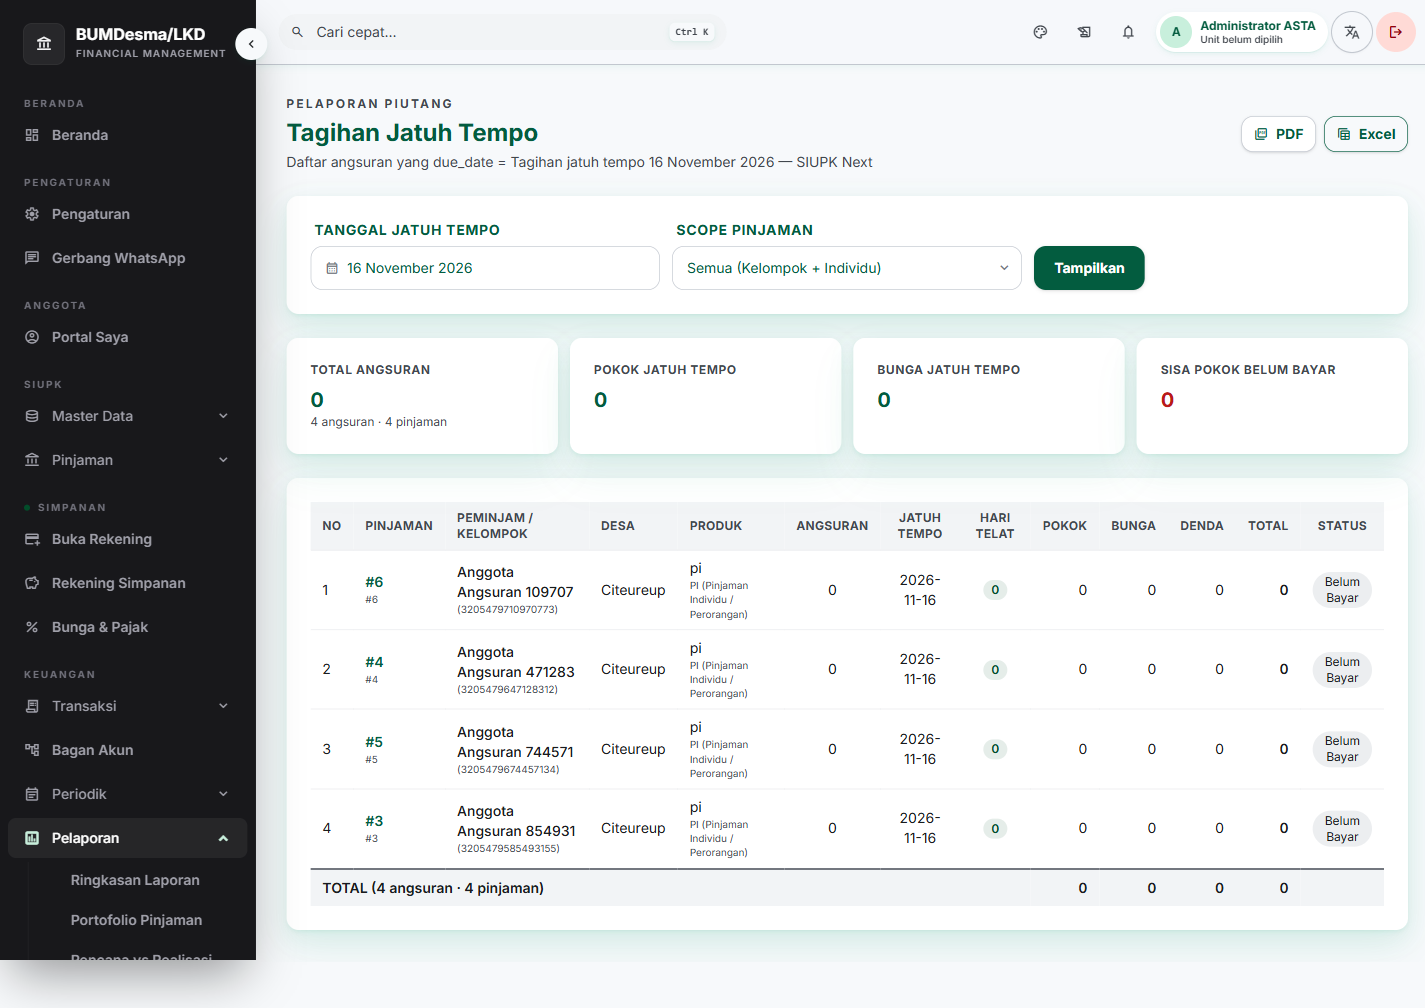 BUMDesma/LKD
FINANCIAL MANAGEMENT
BERANDA
Beranda
PENGATURAN
Pengaturan
Gerbang WhatsApp
ANGGOTA
Portal Saya
SIUPK
Master Data
Pinjaman
SIMPANAN
Buka Rekening
Rekening Simpanan
Bunga & Pajak
KEUANGAN
Transaksi
Bagan Akun
Periodik
Pelaporan
Ringkasan Laporan
Portofolio Pinjaman
Rencana vs Realisasi
Cari cepat...
Ctrl K
A
Administrator ASTA
Unit belum dipilih
PELAPORAN PIUTANG
Tagihan Jatuh Tempo
Daftar angsuran yang due_date = Tagihan jatuh tempo 16 November 2026 — SIUPK Next
PDF
Excel
TANGGAL JATUH TEMPO
16 November 2026
SCOPE PINJAMAN
Semua (Kelompok + Individu)
Tampilkan
TOTAL ANGSURAN
0
4 angsuran · 4 pinjaman
POKOK JATUH TEMPO
0
BUNGA JATUH TEMPO
0
SISA POKOK BELUM BAYAR
0
NO PINJAMAN PEMINJAM / KELOMPOK DESA PRODUK ANGSURAN JATUH TEMPO HARI TELAT POKOK BUNGA DENDA TOTAL STATUS
1 #6 #6 Anggota Angsuran 109707 (3205479710970773) Citeureup pi PI (Pinjaman Individu / Perorangan) 0 2026-11-16 0 0 0 0 0 Belum Bayar
2 #4 #4 Anggota Angsuran 471283 (3205479647128312) Citeureup pi PI (Pinjaman Individu / Perorangan) 0 2026-11-16 0 0 0 0 0 Belum Bayar
3 #5 #5 Anggota Angsuran 744571 (3205479674457134) Citeureup pi PI (Pinjaman Individu / Perorangan) 0 2026-11-16 0 0 0 0 0 Belum Bayar
4 #3 #3 Anggota Angsuran 854931 (3205479585493155) Citeureup pi PI (Pinjaman Individu / Perorangan) 0 2026-11-16 0 0 0 0 0 Belum Bayar
TOTAL (4 angsuran · 4 pinjaman) 0 0 0 0